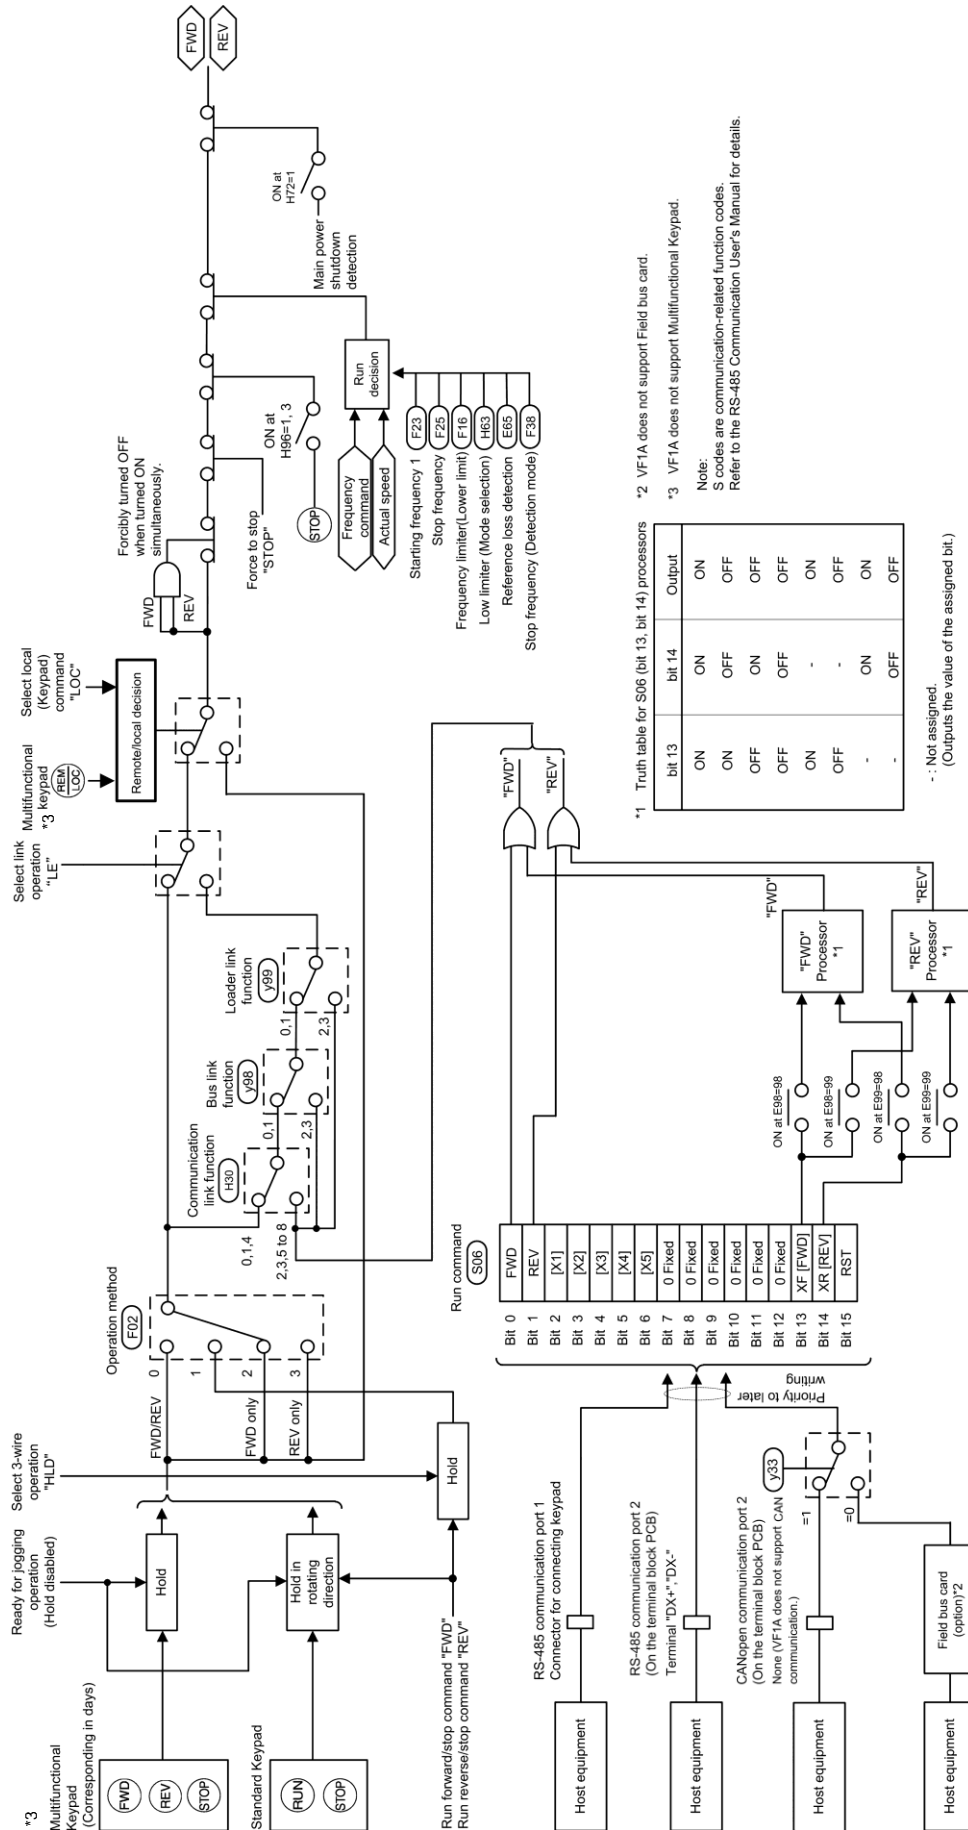 *3
Multifunctional
Keypad
(Corresponding in days)
FWD
REV
STOP
Standard Keypad
RUN
STOP
Ready for jogging
operation
(Hold disabled)
Select 3-wire
operation
"HLD"
Hold
Hold in
rotating
direction
Run forward/stop command "FWD"
Run reverse/stop command "REV"
Hold
Operation method
F02
0
1
2
3
FWD/REV
FWD only
REV only
Communication
link function
H30
0,1,4
2,3,5 to 8
Bus link
function
y98
0,1
2,3
Loader link
function
y99
0,1
2,3
Select link
operation
"LE"
*3
Multifunctional
keypad
REM
LOC
Select local
(Keypad)
command
"LOC"
Remote/local decision
FWD
REV
Forcibly turned OFF
when turned ON
simultaneously.
Force to stop
"STOP"
ON at
H96=1, 3
STOP
Frequency
command
Actual speed
Run
decision
Starting frequency 1
F23
Stop frequency
F25
Frequency limiter(Lower limit)
F16
Low limiter (Mode selection)
H63
Reference loss detection
E65
Stop frequency (Detection mode)
F38
ON at
H72=1
Main power
shutdown
detection
FWD
REV
Host equipment
RS-485 communication port 1
Connector for connecting keypad
Host equipment
RS-485 communication port 2
(On the terminal block PCB)
Terminal "DX+","DX-"
Host equipment
CANopen communication port 2
(On the terminal block PCB)
None (VF1A does not support CAN
communication.)
Host equipment
Field bus card
(option)*2
y33
=1
=0
Priority to later
writing
Run command
S06
Bit 0 FWD
Bit 1 REV
Bit 2 [X1]
Bit 3 [X2]
Bit 4 [X3]
Bit 5 [X4]
Bit 6 [X5]
Bit 7 0 Fixed
Bit 8 0 Fixed
Bit 9 0 Fixed
Bit 10 0 Fixed
Bit 11 0 Fixed
Bit 12 0 Fixed
Bit 13 XF [FWD]
Bit 14 XR [REV]
Bit 15 RST
ON at E98=98
ON at E98=99
ON at E99=98
ON at E99=99
"FWD"
Processor
*1
"REV"
Processor
*1
"FWD"
"REV"
"FWD"
"REV"
*1 Truth table for S06 (bit 13, bit 14) processors
bit 13 bit 14 Output
ON ON ON
ON OFF OFF
OFF ON OFF
OFF OFF OFF
ON - ON
OFF - OFF
- ON ON
- OFF OFF
- : Not assigned.
(Outputs the value of the assigned bit.)
*2 VF1A does not support Field bus card.
*3 VF1A does not support Multifunctional Keypad.
Note:
S codes are communication-related function codes.
Refer to the RS-485 Communication User's Manual for details.